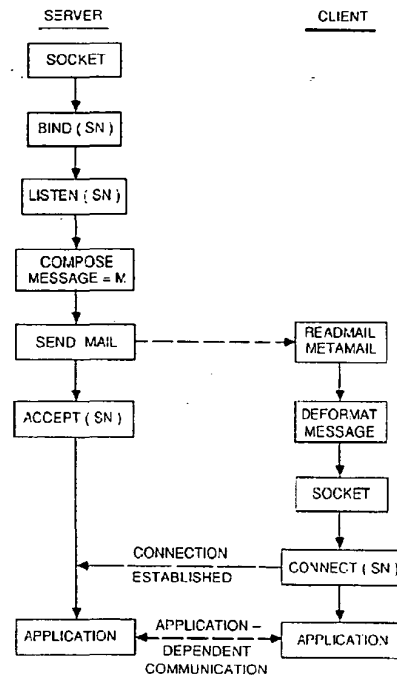 SERVER
CLIENT
SOCKET
BIND ( SN )
LISTEN ( SN )
COMPOSE
MESSAGE = M
SEND MAIL
READMAIL
METAMAIL
ACCEPT ( SN )
DEFORMAT
MESSAGE
SOCKET
CONNECTION
ESTABLISHED
CONNECT ( SN )
APPLICATION
APPLICATION –
DEPENDENT
COMMUNICATION
APPLICATION